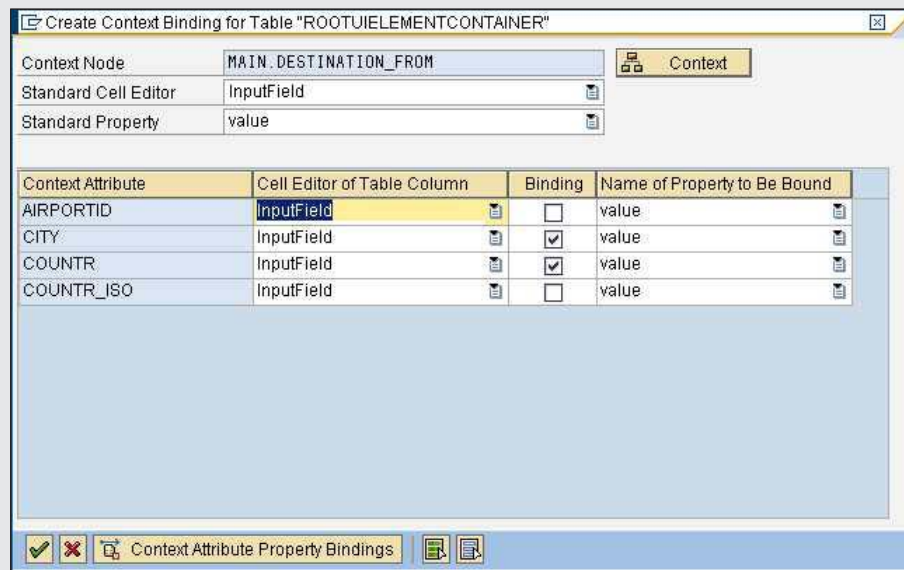 Create Context Binding for Table "ROOTUIELEMENTCONTAINER"
Context Node MAIN.DESTINATION_FROM Context
Standard Cell Editor InputField
Standard Property value
Context Attribute Cell Editor of Table Column Binding Name of Property to Be Bound
AIRPORTID InputField value
CITY InputField value
COUNTR InputField value
COUNTR_ISO InputField value
Context Attribute Property Bindings